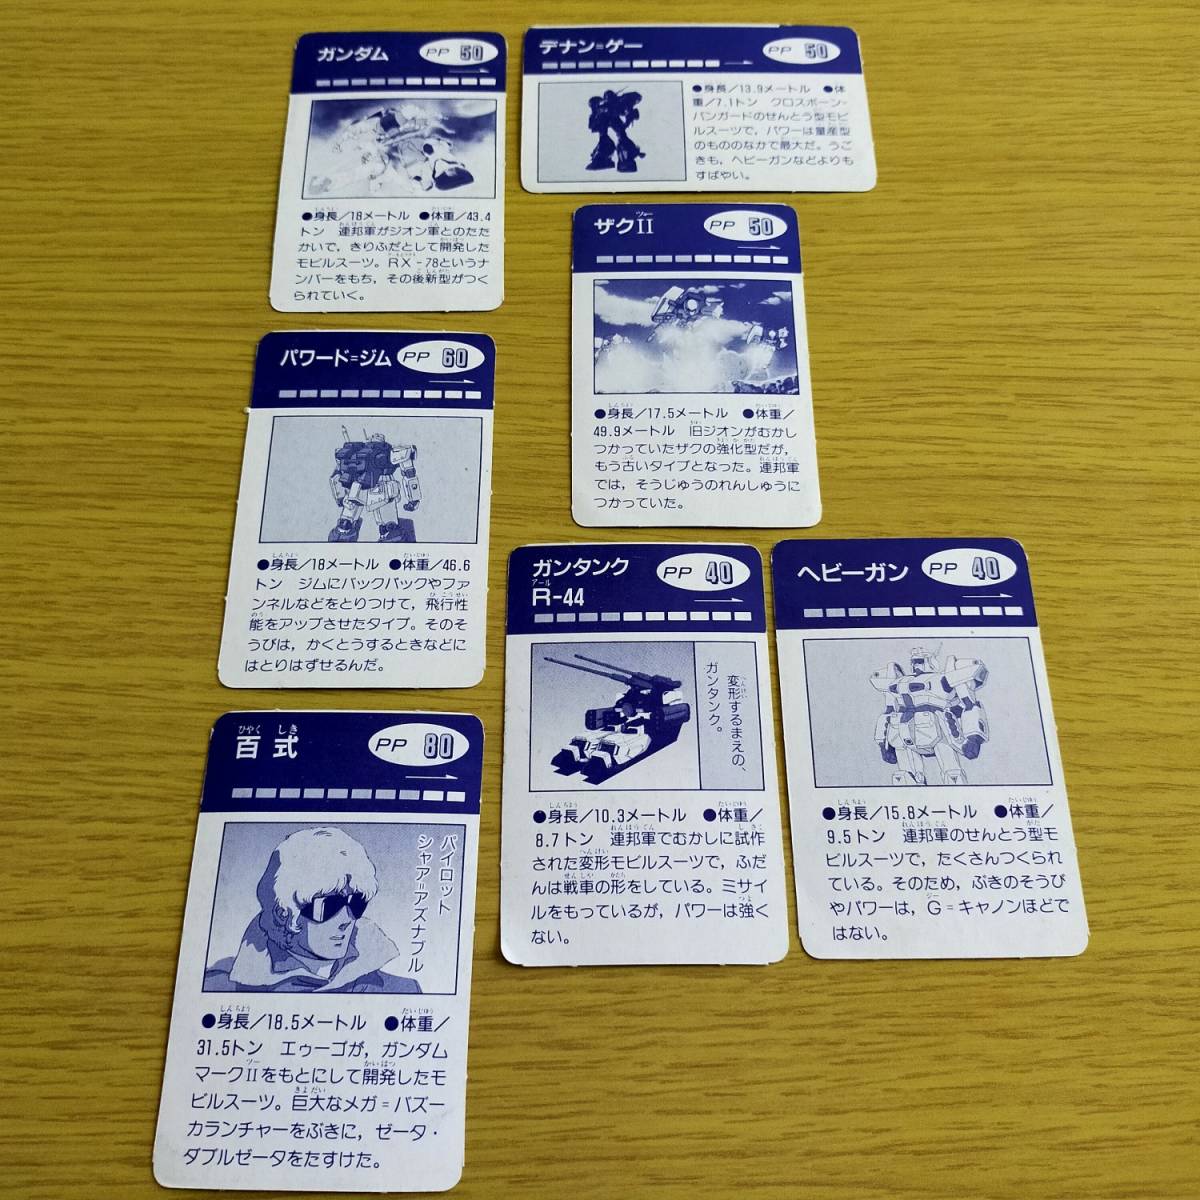 ガンダム PP 50
●身長/18メートル ●体重/43.4
トン 連邦軍がジオン軍とのたた
かいで，きりふだとして開発した
モビルスーツ。RX-78というナ
ンバーをもち，その後新型がつく
られていく。
デナン=ゲー PP 50
●身長/13.9メートル ●体
重/7.1トン クロスボーン-
バンガードのせんとう型モビ
ルスーツで，パワーは量産型
のもののなかで最大だ。うご
きも，ヘビーガンなどよりも
すばやい。
ザクII PP 50
●身長/17.5メートル ●体重/
49.9メートル 旧ジオンがむかし
つかっていたザクの強化型だが，
もう古いタイプとなった。連邦軍
では，そうじゅうのれんしゅうに
つかっていた。
パワード=ジム PP 60
●身長/18メートル ●体重/46.6
トン ジムにバックパックやファ
ンネルなどをとりつけて，飛行性
能をアップさせたタイプ。そのそ
うびは，かくとうするときなどに
はとりはずせるんだ。
ガンタンク
R-44 PP 40
変形するまえの、
ガンタンク。
●身長/10.3メートル ●体重/
8.7トン 連邦軍でむかしに試作
された変形モビルスーツで，ふだ
んは戦車の形をしている。ミサイ
ルをもっているが，パワーは強く
ない。
ヘビーガン PP 40
●身長/15.8メートル ●体重/
9.5トン 連邦軍のせんとう型モ
ビルスーツで，たくさんつくられ
ている。そのため，ぶきのそうび
やパワーは，G=キャノンほどで
はない。
百式 PP 80
パイロット
シャア=アズナブル
●身長/18.5メートル ●体重/
31.5トン エゥーゴが，ガンダム
マークIIをもとにして開発したモ
ビルスーツ。巨大なメガ=バズー
カランチャーをぶきに，ゼータ・
ダブルゼータをたすけた。